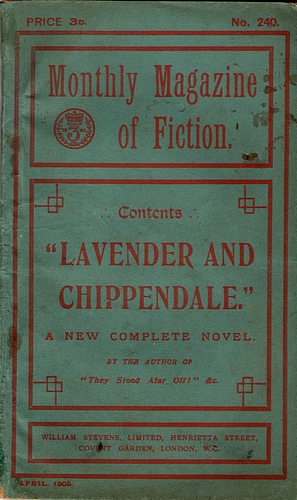 PRICE 3D. No. 240.
Monthly Magazine
of Fiction.
3
Contents
"LAVENDER AND
CHIPPENDALE."
A NEW COMPLETE NOVEL.
BY THE AUTHOR OF
"They Stood Afar Off!" &c.
WILLIAM STEVENS, LIMITED, HENRIETTA STREET,
COVENT GARDEN, LONDON, W.C.
APRIL, 1905.